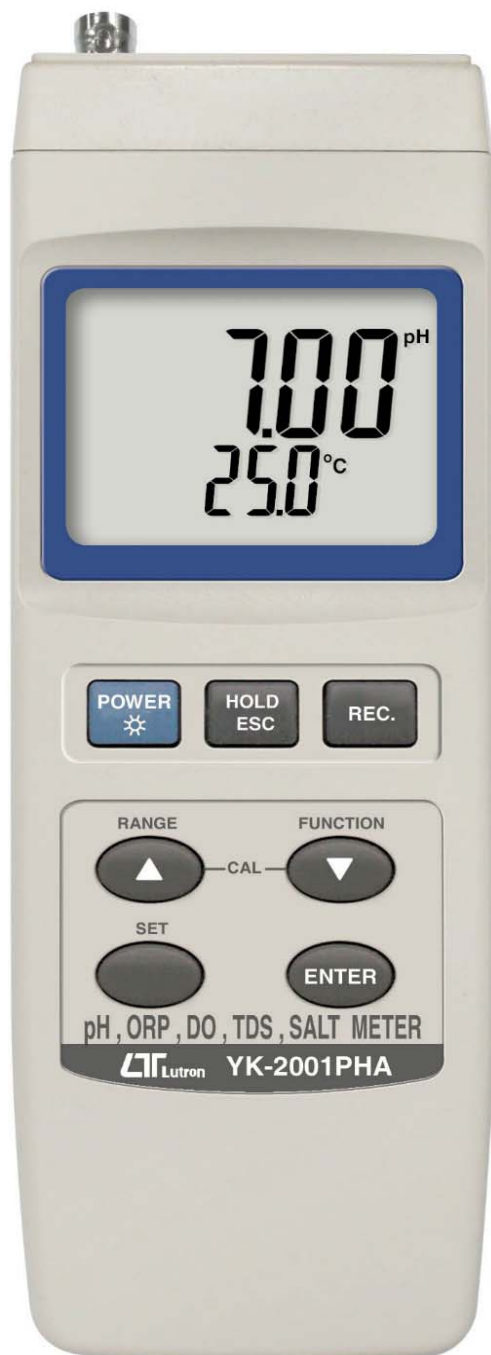 7.00 pH
25.0 °C
POWER
HOLD
ESC
REC.
RANGE
FUNCTION
CAL
SET
ENTER
pH , ORP , DO , TDS , SALT METER
Lutron YK-2001PHA